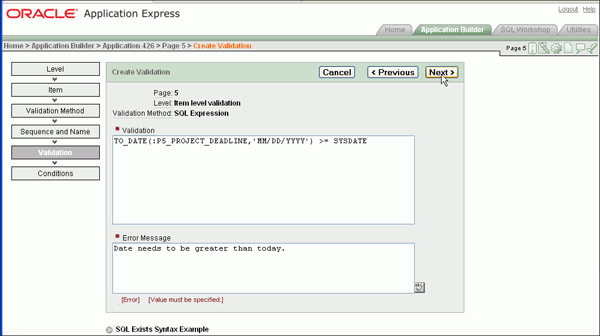 ORACLE Application Express
Logout Help
Home Application Builder SQL Workshop Utilities
Home > Application Builder > Application 426 > Page 5 > Create Validation
Page 5
Level
Item
Validation Method
Sequence and Name
Validation
Conditions
Create Validation
Cancel
< Previous
Next >
Page: 5
Level: Item level validation
Validation Method: SQL Expression
Validation
TO_DATE(:P5_PROJECT_DEADLINE,'MM/DD/YYYY') >= SYSDATE
Error Message
Date needs to be greater than today.
[Error] [Value must be specified.]
SQL Exists Syntax Example